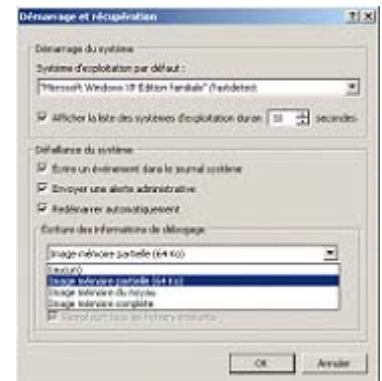 Démarrage et récupération
Démarrage du système
Système d'exploitation par défaut :
"Microsoft Windows XP Édition familiale" /fastdetect
Afficher la liste des systèmes d'exploitation durant
secondes.
Défaillance du système
Écrire un événement dans le journal système
Envoyer une alerte administrative
Redémarrer automatiquement
Écriture des informations de débogage
Image mémoire partielle (64 Ko)
(aucun)
Image mémoire partielle (64 Ko)
Image mémoire du noyau
Image mémoire complète
OK
Annuler